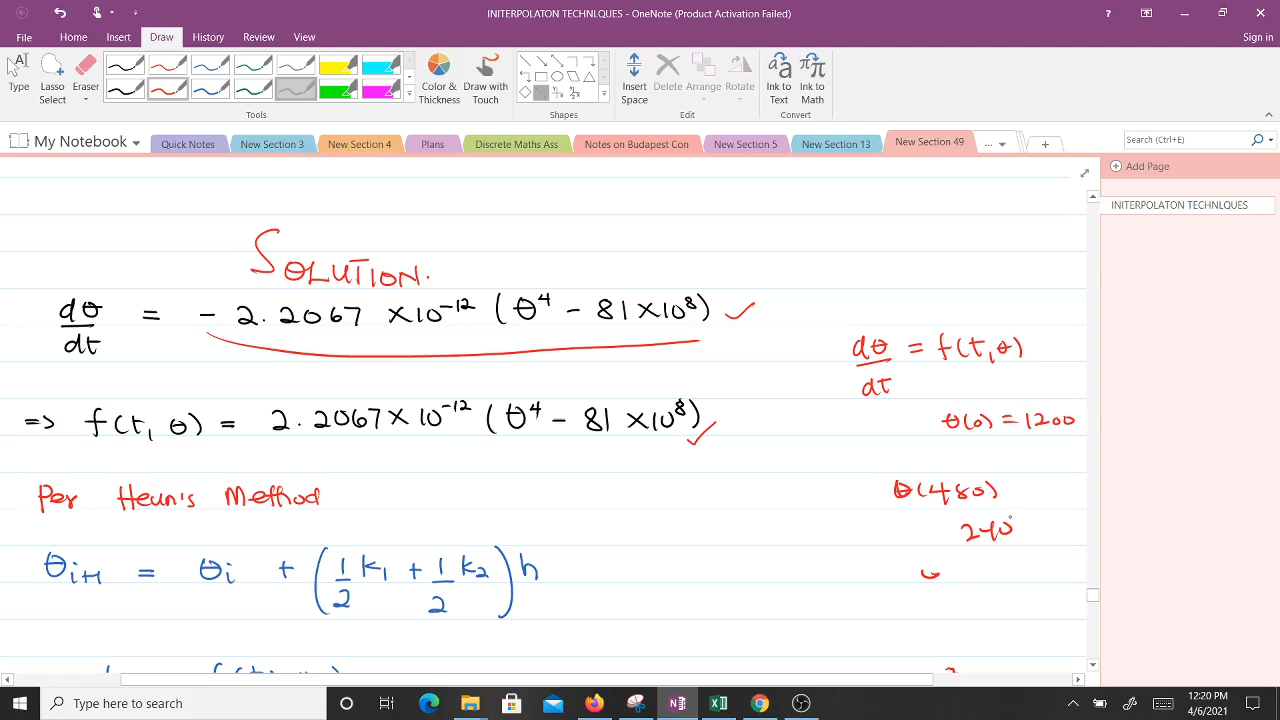 INITERPOLATON TECHNLQUES - OneNote (Product Activation Failed)
File Home Insert Draw History Review View
Sign in
Type
Lasso Select
Eraser
Color & Thickness
Draw with Touch
Insert Space
Delete
Arrange
Rotate
Ink to Text
Ink to Math
Tools
Shapes
Edit
Convert
My Notebook
Quick Notes
New Section 3
New Section 4
Plans
Discrete Maths Ass
Notes on Budapest Con
New Section 5
New Section 13
New Section 49
...
Search (Ctrl+E)
Add Page
INITERPOLATON TECHNLQUES
SOLUTION.
dθ/dt = - 2.2067 ×10^-12 (θ^4 - 81 ×10^8) ✓
dθ/dt = f(t, θ)
θ(0) = 1200
=> f(t, θ) = 2.2067 × 10^-12 (θ^4 - 81 ×10^8) ✓
θ(480)
240
Per Heun's Method
θi+1 = θi + (1/2 k1 + 1/2 k2) h
Type here to search
12:20 PM
4/6/2021